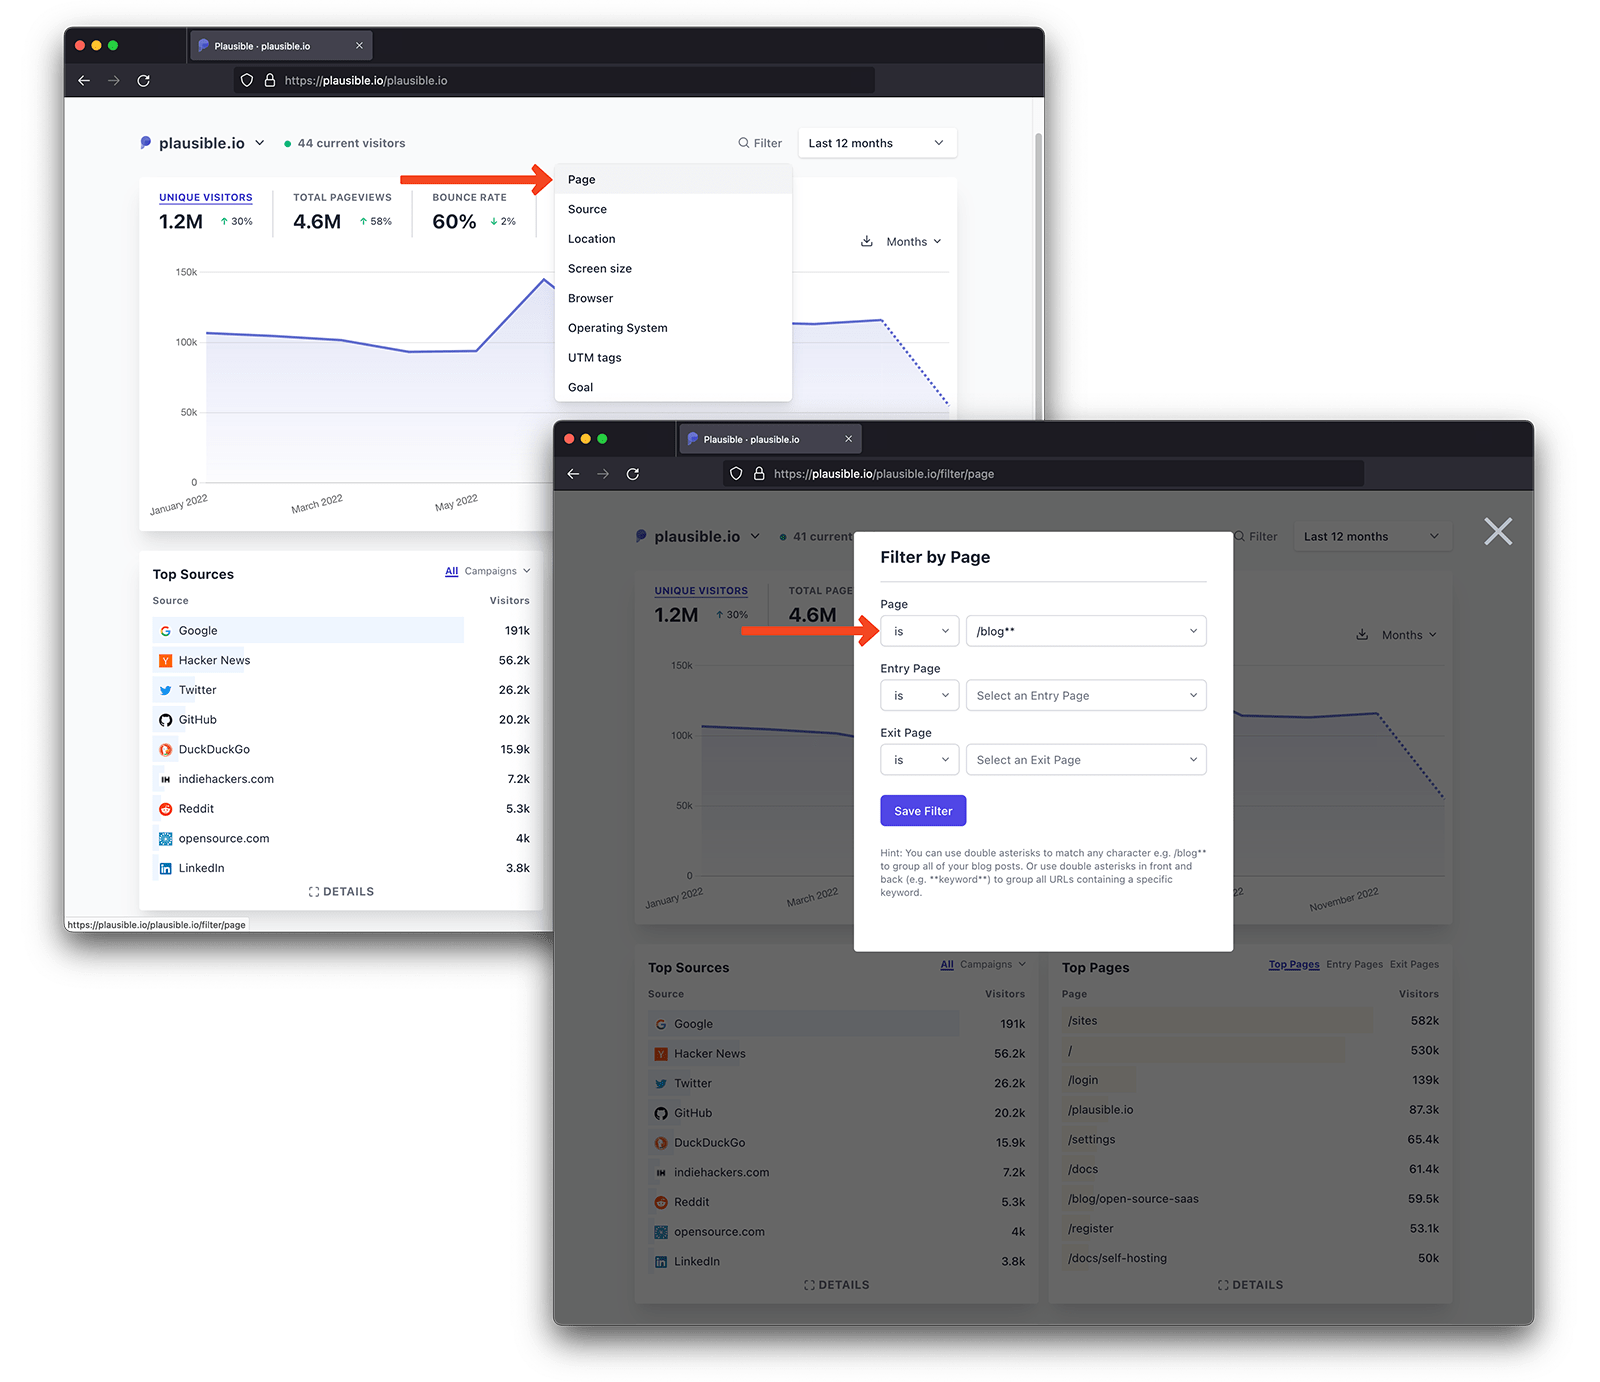 Plausible · plausible.io
https://plausible.io/plausible.io
plausible.io
44 current visitors
Filter
Last 12 months
UNIQUE VISITORS
1.2M
30%
TOTAL PAGEVIEWS
4.6M
58%
BOUNCE RATE
60%
2%
Page
Source
Location
Screen size
Browser
Operating System
UTM tags
Goal
Months
150k
100k
50k
0
January 2022
March 2022
May 2022
Top Sources
All Campaigns
Source Visitors
Google 191k
Hacker News 56.2k
Twitter 26.2k
GitHub 20.2k
DuckDuckGo 15.9k
indiehackers.com 7.2k
Reddit 5.3k
opensource.com 4k
LinkedIn 3.8k
DETAILS
https://plausible.io/plausible.io/filter/page
Plausible · plausible.io
https://plausible.io/plausible.io/filter/page
plausible.io
41 current
Filter
Last 12 months
UNIQUE VISITORS
1.2M
30%
TOTAL PAGE
4.6M
Months
150k
100k
50k
0
January 2022
March 2022
22
November 2022
Filter by Page
Page
is
/blog**
Entry Page
is
Select an Entry Page
Exit Page
is
Select an Exit Page
Save Filter
Hint: You can use double asterisks to match any character e.g. /blog**
to group all of your blog posts. Or use double asterisks in front and
back (e.g. **keyword**) to group all URLs containing a specific
keyword.
Top Sources
All Campaigns
Source Visitors
Google 191k
Hacker News 56.2k
Twitter 26.2k
GitHub 20.2k
DuckDuckGo 15.9k
indiehackers.com 7.2k
Reddit 5.3k
opensource.com 4k
LinkedIn 3.8k
DETAILS
Top Pages
Top Pages Entry Pages Exit Pages
Page Visitors
/sites 582k
/ 530k
/login 139k
/plausible.io 87.3k
/settings 65.4k
/docs 61.4k
/blog/open-source-saas 59.5k
/register 53.1k
/docs/self-hosting 50k
DETAILS